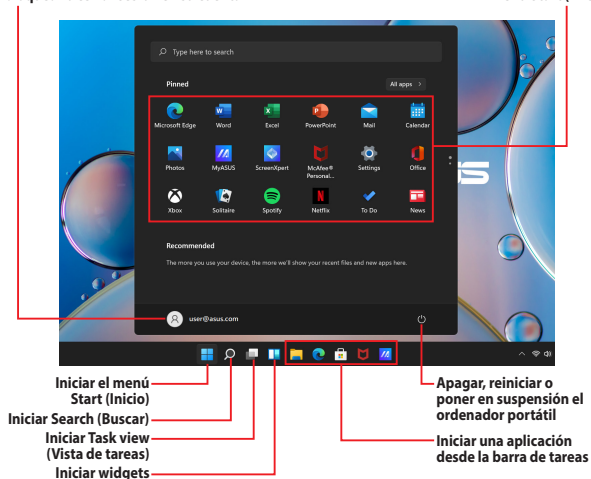 Type here to search
Pinned
All apps
Microsoft Edge
Word
Excel
PowerPoint
Mail
Calendar
Photos
MyASUS
ScreenXpert
McAfee®
Personal...
Settings
Office
Xbox
Solitaire
Spotify
Netflix
To Do
News
Recommended
The more you use your device, the more we'll show your recent files and new apps here.
user@asus.com
Iniciar el menú
Start (Inicio)
Iniciar Search (Buscar)
Iniciar Task view
(Vista de tareas)
Iniciar widgets
Apagar, reiniciar o
poner en suspensión el
ordenador portátil
Iniciar una aplicación
desde la barra de tareas